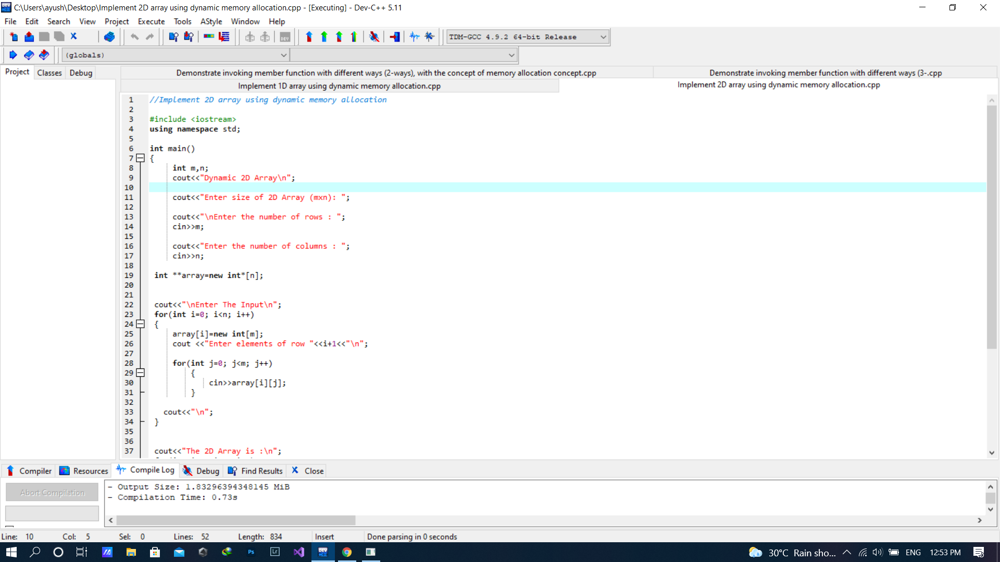 C:\Users\ayush\Desktop\Implement 2D array using dynamic memory allocation.cpp - [Executing] - Dev-C++ 5.11
File Edit Search View Project Execute Tools AStyle Window Help
TDM-GCC 4.9.2 64-bit Release
(globals)
Project Classes Debug
Demonstrate invoking member function with different ways (2-ways), with the concept of memory allocation concept.cpp
Demonstrate invoking member function with different ways (3-.cpp
Implement 1D array using dynamic memory allocation.cpp
Implement 2D array using dynamic memory allocation.cpp
1 //Implement 2D array using dynamic memory allocation
2
3 #include <iostream>
4 using namespace std;
5
6 int main()
7 {
8 int m,n;
9 cout<<"Dynamic 2D Array\n";
10
11 cout<<"Enter size of 2D Array (mxn): ";
12
13 cout<<"\nEnter the number of rows : ";
14 cin>>m;
15
16 cout<<"Enter the number of columns : ";
17 cin>>n;
18
19 int **array=new int*[n];
20
21
22 cout<<"\nEnter The Input\n";
23 for(int i=0; i<n; i++)
24 {
25 array[i]=new int[m];
26 cout <<"Enter elements of row "<<i+1<<"\n";
27
28 for(int j=0; j<m; j++)
29 {
30 cin>>array[i][j];
31 }
32
33 cout<<"\n";
34 }
35
36
37 cout<<"The 2D Array is :\n";
Compiler Resources Compile Log Debug Find Results Close
Abort Compilation
- Output Size: 1.83296394348145 MiB
- Compilation Time: 0.73s
Line: 10 Col: 5 Sel: 0 Lines: 52 Length: 834 Insert Done parsing in 0 seconds
Ps Lr DEV 30°C Rain sho... ENG 12:53 PM